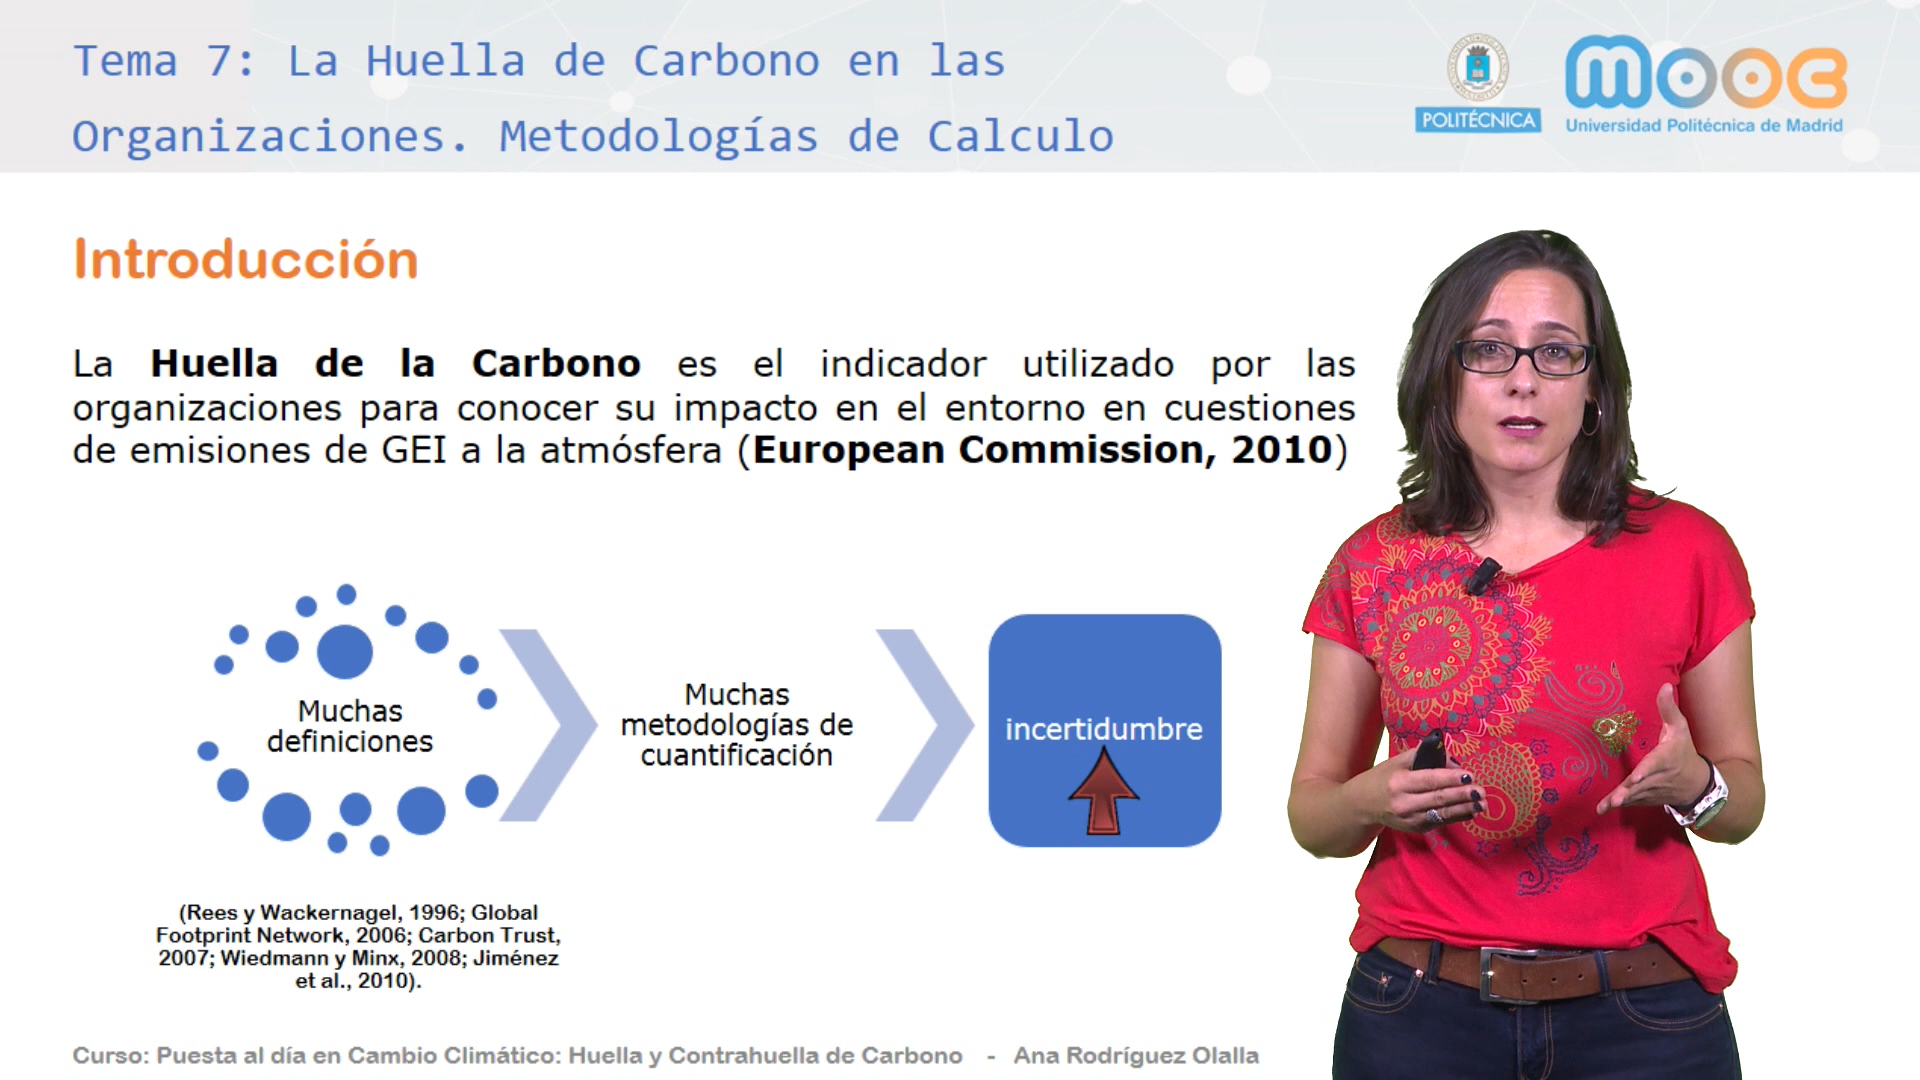 Tema 7: La Huella de Carbono en las
Organizaciones. Metodologías de Calculo
POLITÉCNICA
mooc
Universidad Politécnica de Madrid
Introducción
La Huella de la Carbono es el indicador utilizado por las
organizaciones para conocer su impacto en el entorno en cuestiones
de emisiones de GEI a la atmósfera (European Commission, 2010)
Muchas
definiciones
Muchas
metodologías de
cuantificación
incertidumbre
(Rees y Wackernagel, 1996; Global
Footprint Network, 2006; Carbon Trust,
2007; Wiedmann y Minx, 2008; Jiménez
et al., 2010).
Curso: Puesta al día en Cambio Climático: Huella y Contrahuella de Carbono - Ana Rodríguez Olalla